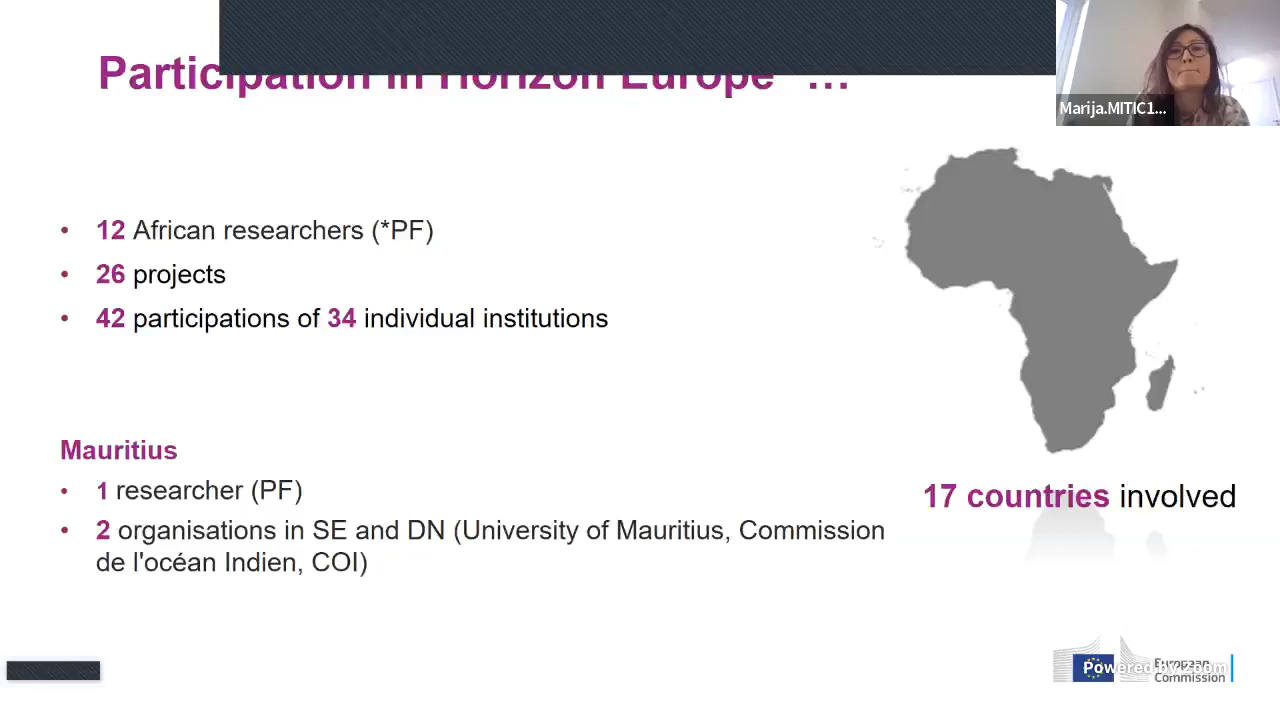 Participation in Horizon Europe …
Marija.MITIC1...
• 12 African researchers (*PF)
• 26 projects
• 42 participations of 34 individual institutions
Mauritius
• 1 researcher (PF)
• 2 organisations in SE and DN (University of Mauritius, Commission
de l'océan Indien, COI)
17 countries involved
European
Commission
Powered by zoom